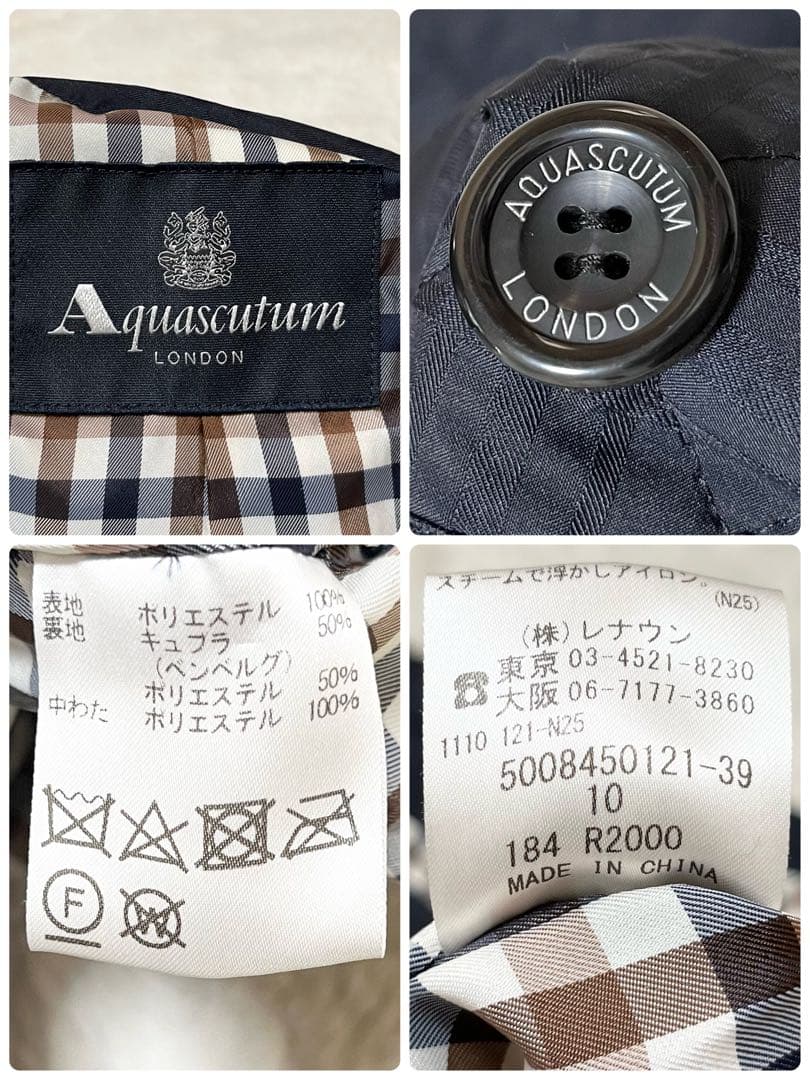 Aquascutum
LONDON
AQUASCUTUM
LONDON
表地 ポリエステル 100%
裏地 キュプラ 50%
(ベンベルグ)
ポリエステル 50%
中わた ポリエステル 100%
F
W
スチームで浮かしアイロン。
(N25)
(株)レナウン
東京 03-4521-8230
大阪 06-7177-3860
1110 121-N25
5008450121-39
10
184 R2000
MADE IN CHINA